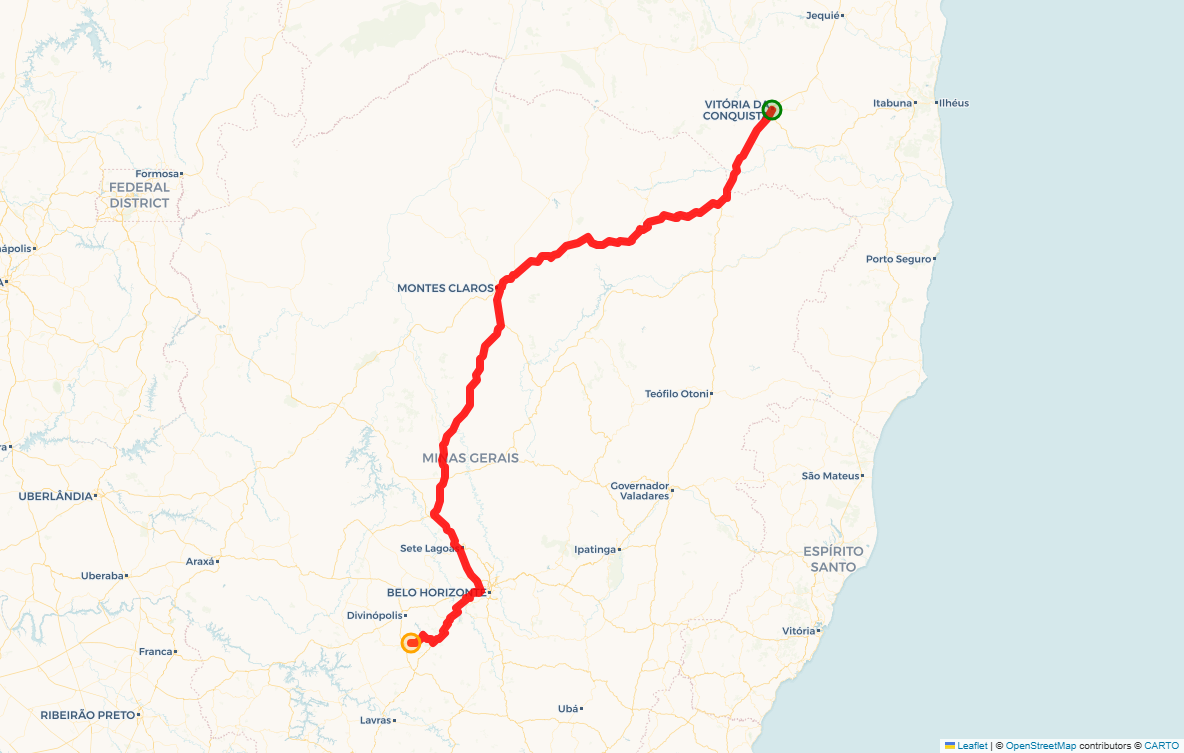 Jequié
VITÓRIA DA
CONQUIST
Itabuna
Ilhéus
Formosa
FEDERAL
DISTRICT
ápolis
Porto Seguro
A
MONTES CLAROS
Teófilo Otoni
ra
MINAS GERAIS
São Mateus
Governador
Valadares
UBERLÂNDIA
Sete Lagoas
Ipatinga
ESPÍRITO
SANTO
Araxá
Uberaba
BELO HORIZONTE
Divinópolis
Vitória
Franca
RIBEIRÃO PRETO
Lavras
Ubá
Leaflet | © OpenStreetMap contributors © CARTO